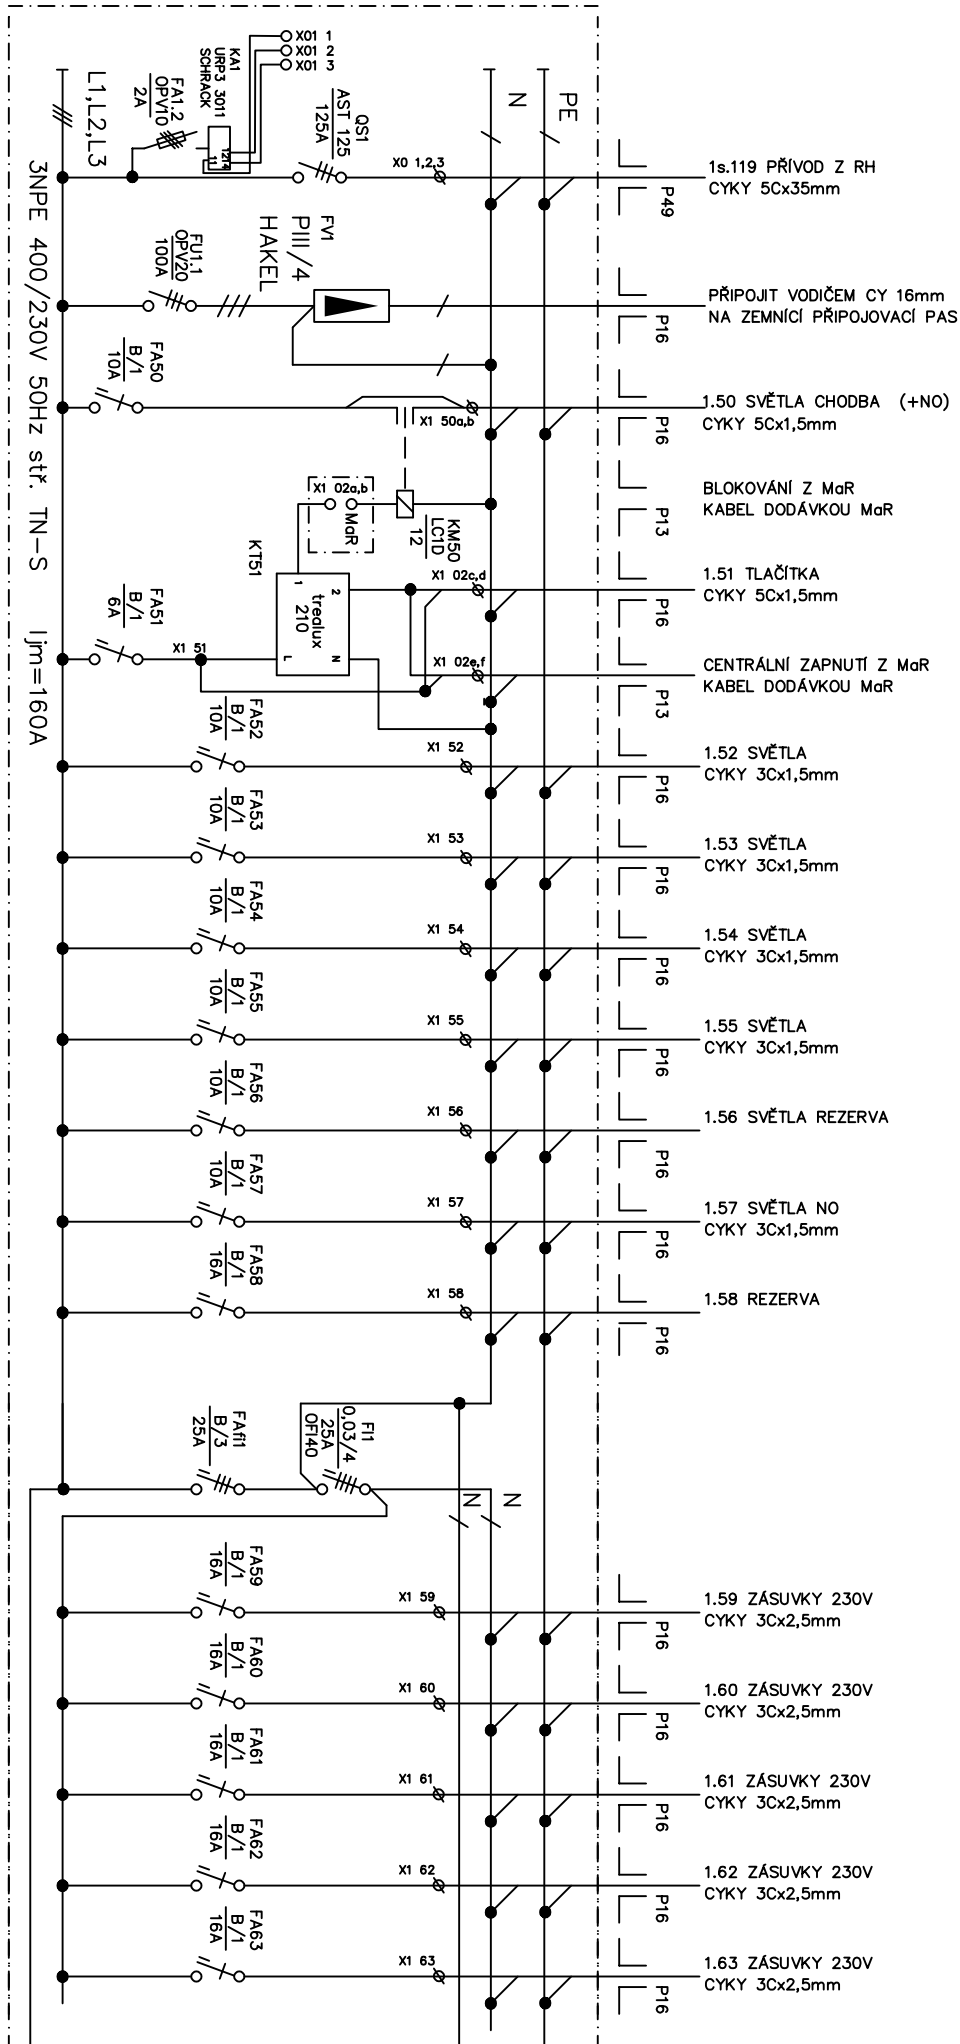 X01 1
X01 2
X01 3
KA1
URP3 3011
SCHRACK
1214
11
FA1.2
OPV10
2A
L1,L2,L3
QS1
AST 125
125A
X0 1,2,3
N
PE
1s.119 PŘÍVOD Z RH
CYKY 5Cx35mm
P49
3NPE 400/230V 50Hz stř. TN-S Ijm=160A
FU1.1
OPV20
100A
FV1
PIII/4
HAKEL
PŘIPOJIT VODIČEM CY 16mm
NA ZEMNÍCÍ PŘIPOJOVACÍ PAS
P16
FA50
B/1
10A
X1 50a,b
1.50 SVĚTLA CHODBA (+NO)
CYKY 5Cx1,5mm
P16
X1 02a,b
MaR
KM50
LC1D
12
BLOKOVÁNÍ Z MaR
KABEL DODÁVKOU MaR
P13
KT51
1
2
trealux
210
L
N
X1 02c,d
1.51 TLAČÍTKA
CYKY 5Cx1,5mm
P16
FA51
B/1
6A
X1 51
X1 02e,f
CENTRÁLNÍ ZAPNUTÍ Z MaR
KABEL DODÁVKOU MaR
P13
FA52
B/1
10A
X1 52
1.52 SVĚTLA
CYKY 3Cx1,5mm
P16
FA53
B/1
10A
X1 53
1.53 SVĚTLA
CYKY 3Cx1,5mm
P16
FA54
B/1
10A
X1 54
1.54 SVĚTLA
CYKY 3Cx1,5mm
P16
FA55
B/1
10A
X1 55
1.55 SVĚTLA
CYKY 3Cx1,5mm
P16
FA56
B/1
10A
X1 56
1.56 SVĚTLA REZERVA
P16
FA57
B/1
10A
X1 57
1.57 SVĚTLA NO
CYKY 3Cx1,5mm
P16
FA58
B/1
16A
X1 58
1.58 REZERVA
P16
FAfi1
B/3
25A
FI1
0,03/4
25A
OFI40
N
N
FA59
B/1
16A
X1 59
1.59 ZÁSUVKY 230V
CYKY 3Cx2,5mm
P16
FA60
B/1
16A
X1 60
1.60 ZÁSUVKY 230V
CYKY 3Cx2,5mm
P16
FA61
B/1
16A
X1 61
1.61 ZÁSUVKY 230V
CYKY 3Cx2,5mm
P16
FA62
B/1
16A
X1 62
1.62 ZÁSUVKY 230V
CYKY 3Cx2,5mm
P16
FA63
B/1
16A
X1 63
1.63 ZÁSUVKY 230V
CYKY 3Cx2,5mm
P16